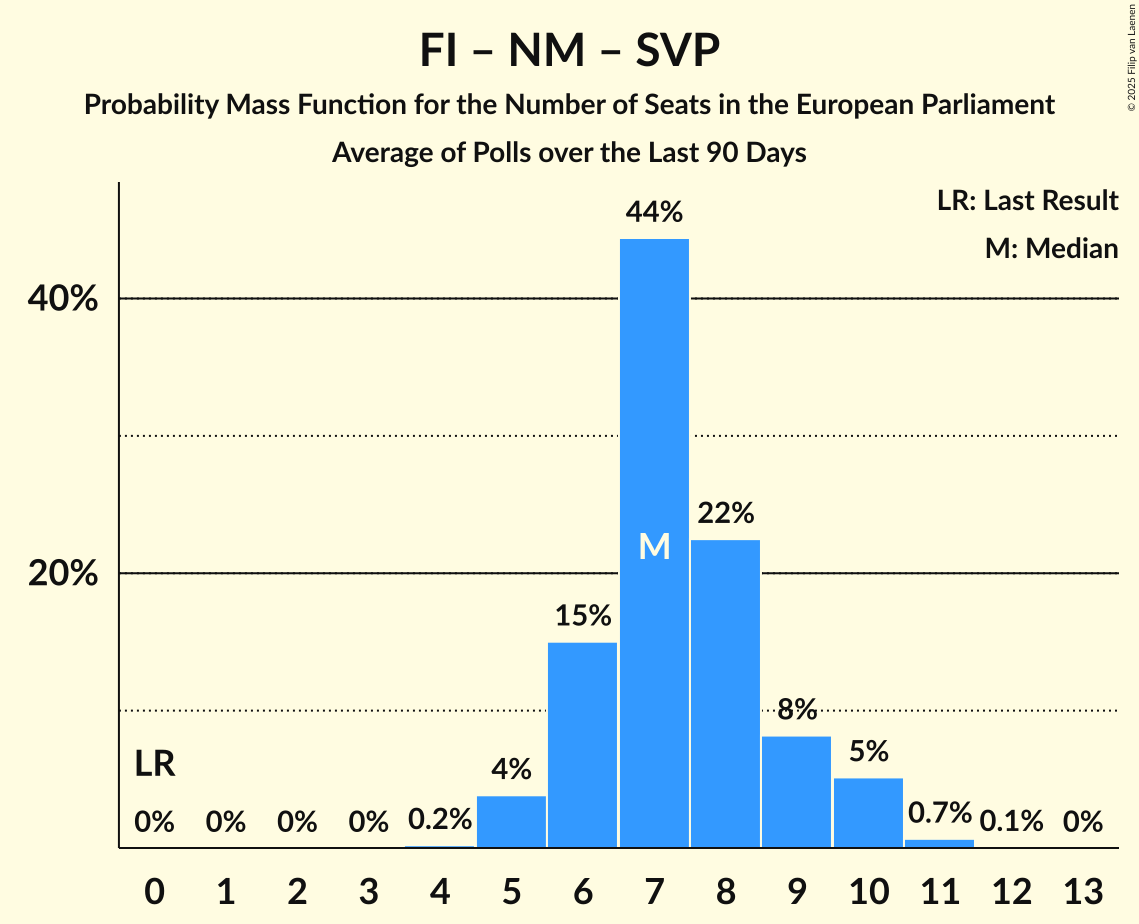 FI – NM – SVP
Probability Mass Function for the Number of Seats in the European Parliament
Average of Polls over the Last 90 Days
© 2025 Filip van Laenen
LR: Last Result
M: Median
40%
20%
LR
0%
0%
0%
0%
0.2%
4%
15%
44%
M
22%
8%
5%
0.7%
0.1%
0%
0 1 2 3 4 5 6 7 8 9 10 11 12 13